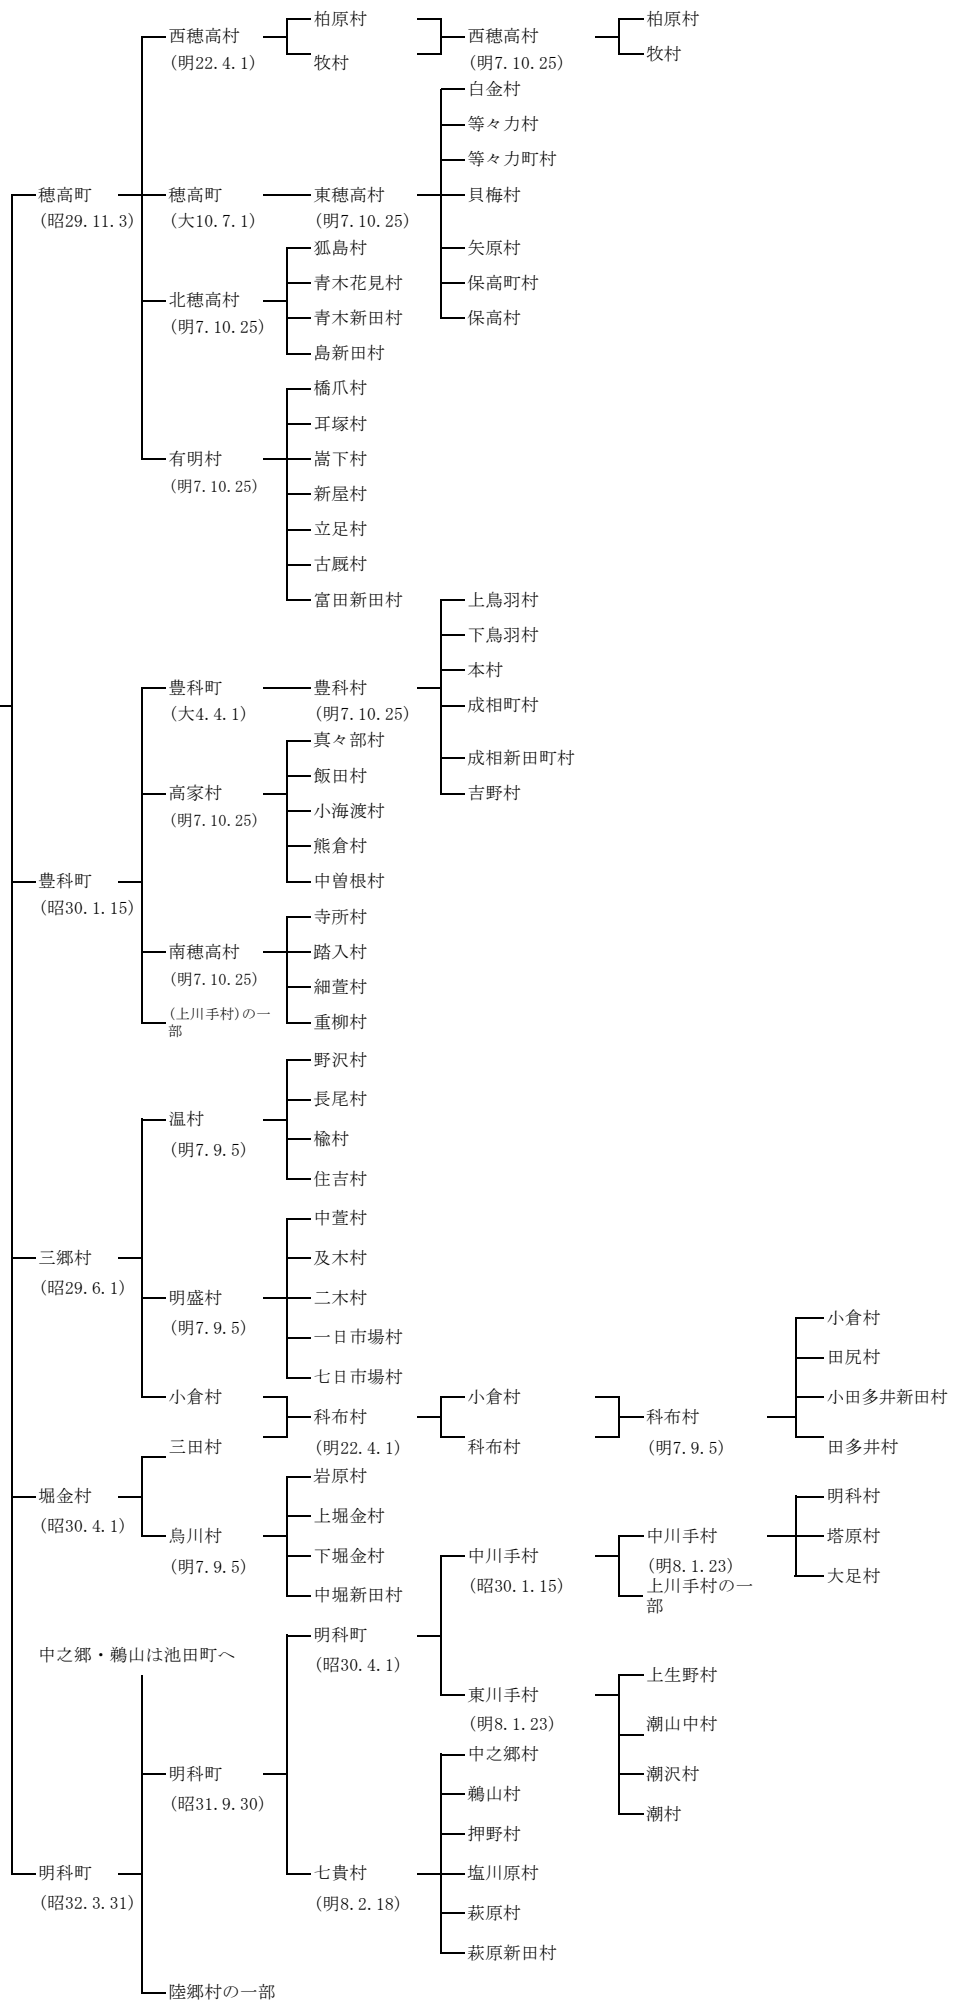 柏原村
柏原村
西穂高村
西穂高村
(明22.4.1)
牧村
(明7.10.25)
牧村
白金村
等々力村
等々力町村
穂高町
穂高町
東穂高村
貝梅村
(昭29.11.3)
(大10.7.1)
(明7.10.25)
狐島村
矢原村
青木花見村
保高町村
北穂高村
(明7.10.25)
青木新田村
保高村
島新田村
橋爪村
耳塚村
有明村
嵩下村
(明7.10.25)
新屋村
立足村
古厩村
富田新田村
上鳥羽村
下鳥羽村
本村
豊科町
豊科村
成相町村
(大4.4.1)
(明7.10.25)
真々部村
成相新田町村
飯田村
高家村
吉野村
(明7.10.25)
小海渡村
熊倉村
豊科町
中曽根村
(昭30.1.15)
寺所村
南穂高村
踏入村
(明7.10.25)
細萱村
(上川手村)の一
部
重柳村
野沢村
長尾村
温村
(明7.9.5)
楡村
住吉村
中萱村
三郷村
及木村
(昭29.6.1)
明盛村
二木村
(明7.9.5)
小倉村
一日市場村
田尻村
七日市場村
小倉村
小倉村
小田多井新田村
科布村
科布村
三田村
(明22.4.1)
科布村
(明7.9.5)
田多井村
岩原村
堀金村
明科村
(昭30.4.1)
上堀金村
烏川村
中川手村
塔原村
(明7.9.5)
下堀金村
中川手村
(明8.1.23)
大足村
(昭30.1.15)
上川手村の一
部
中堀新田村
明科町
中之郷・鵜山は池田町へ
(昭30.4.1)
上生野村
東川手村
(明8.1.23)
潮山中村
中之郷村
明科町
潮沢村
(昭31.9.30)
鵜山村
潮村
押野村
明科町
七貴村
塩川原村
(昭32.3.31)
(明8.2.18)
萩原村
萩原新田村
陸郷村の一部